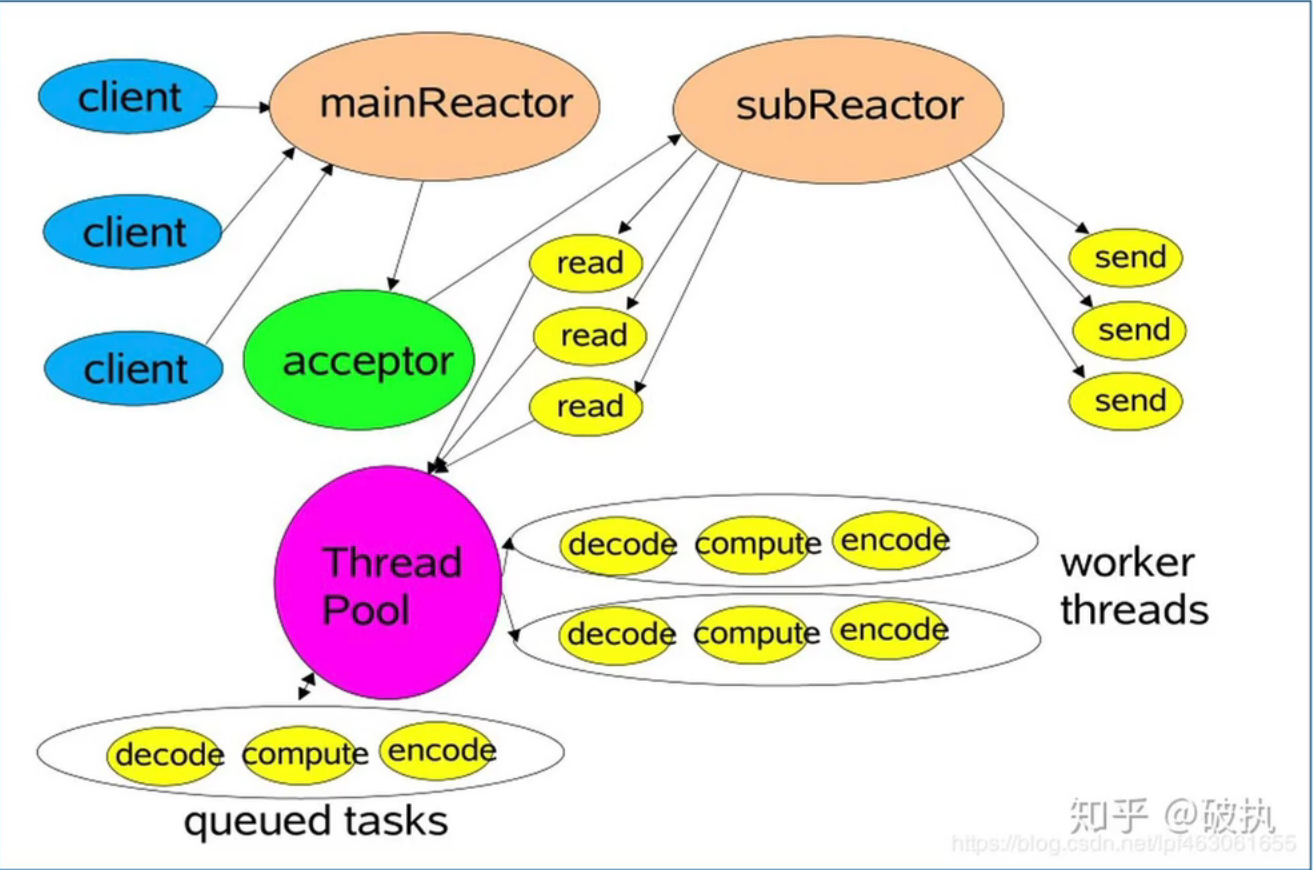 client
mainReactor
subReactor
client
client
acceptor
read
read
read
send
send
send
Thread
Pool
decode compute encode
decode compute encode
worker
threads
decode compute encode
queued tasks
知乎 @破执
https://blog.csdn.net/lpf463061655